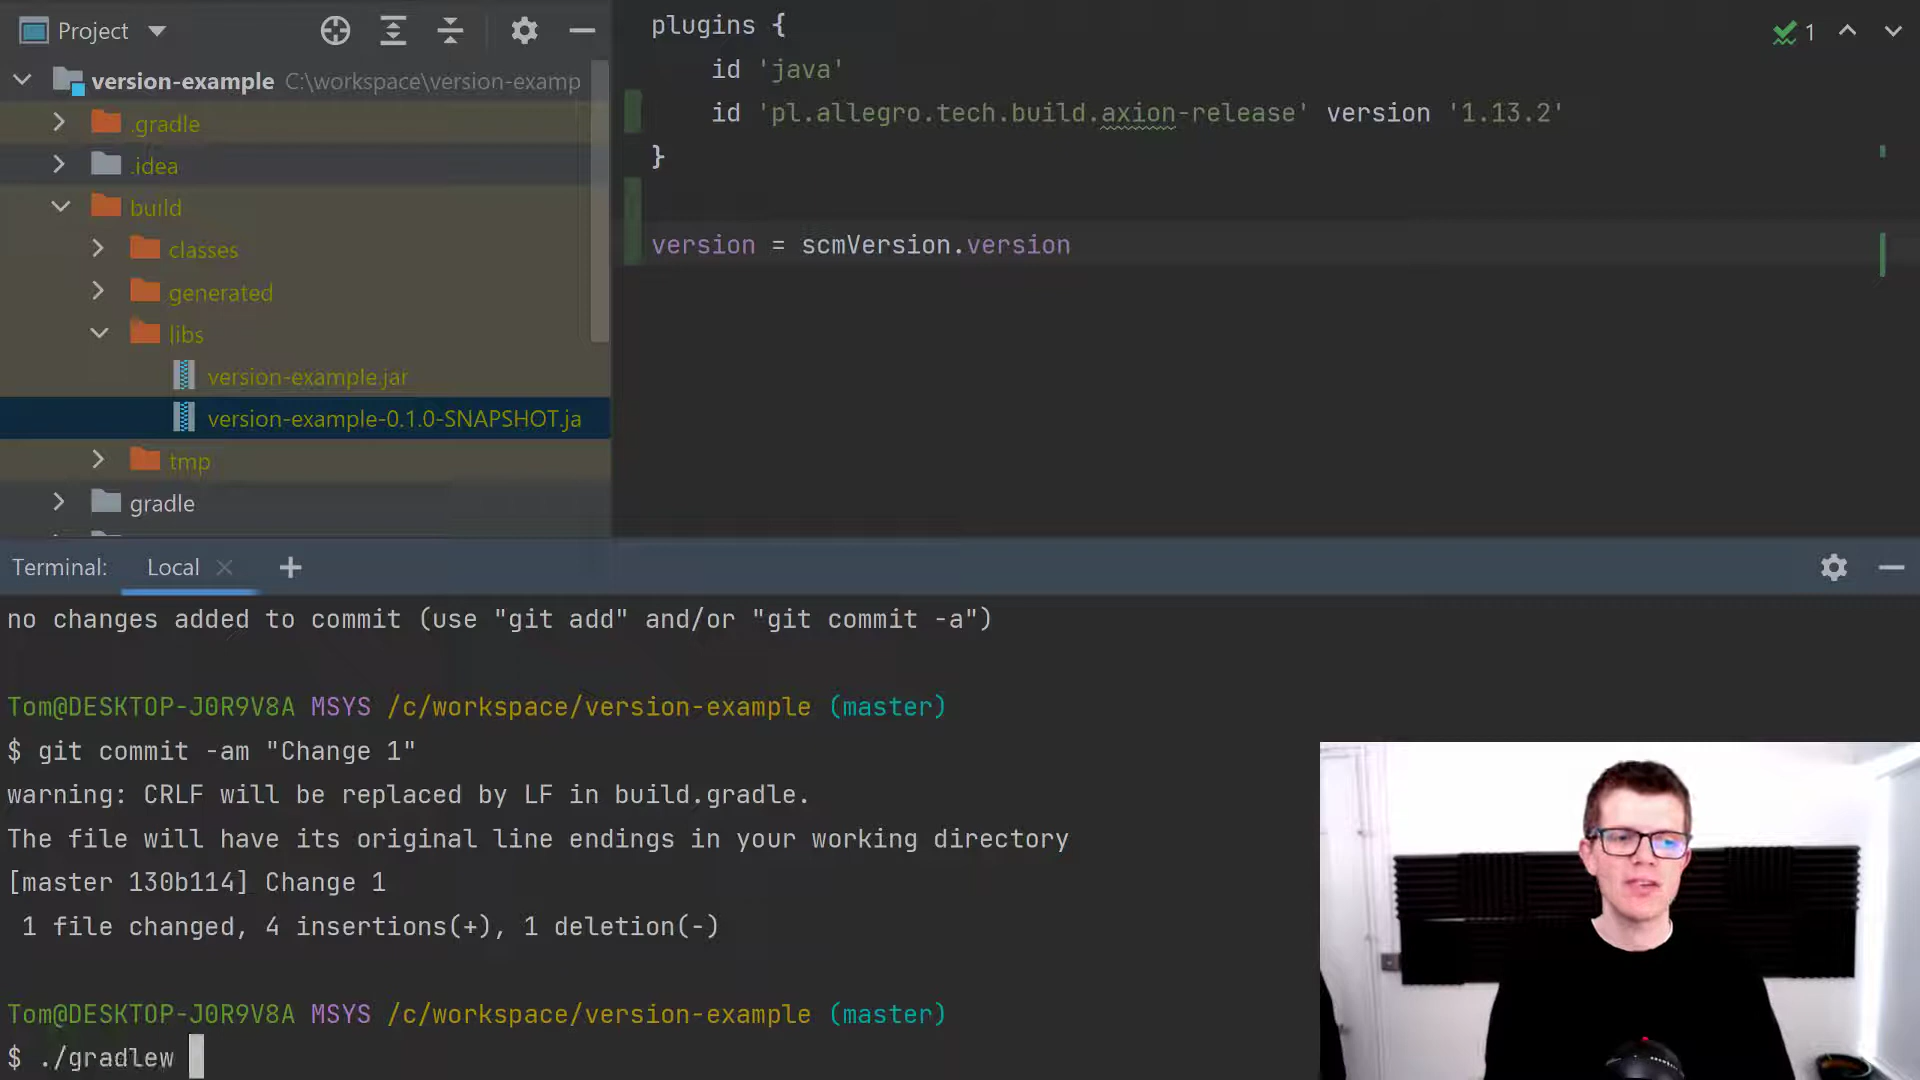 Project
version-example C:\workspace\version-examp
.gradle
.idea
build
classes
generated
libs
version-example.jar
version-example-0.1.0-SNAPSHOT.ja
tmp
gradle
plugins {
id 'java'
id 'pl.allegro.tech.build.axion-release' version '1.13.2'
}
version = scmVersion.version
1
Terminal: Local
no changes added to commit (use "git add" and/or "git commit -a")
Tom@DESKTOP-J0R9V8A MSYS /c/workspace/version-example (master)
$ git commit -am "Change 1"
warning: CRLF will be replaced by LF in build.gradle.
The file will have its original line endings in your working directory
[master 130b114] Change 1
1 file changed, 4 insertions(+), 1 deletion(-)
Tom@DESKTOP-J0R9V8A MSYS /c/workspace/version-example (master)
$ ./gradlew